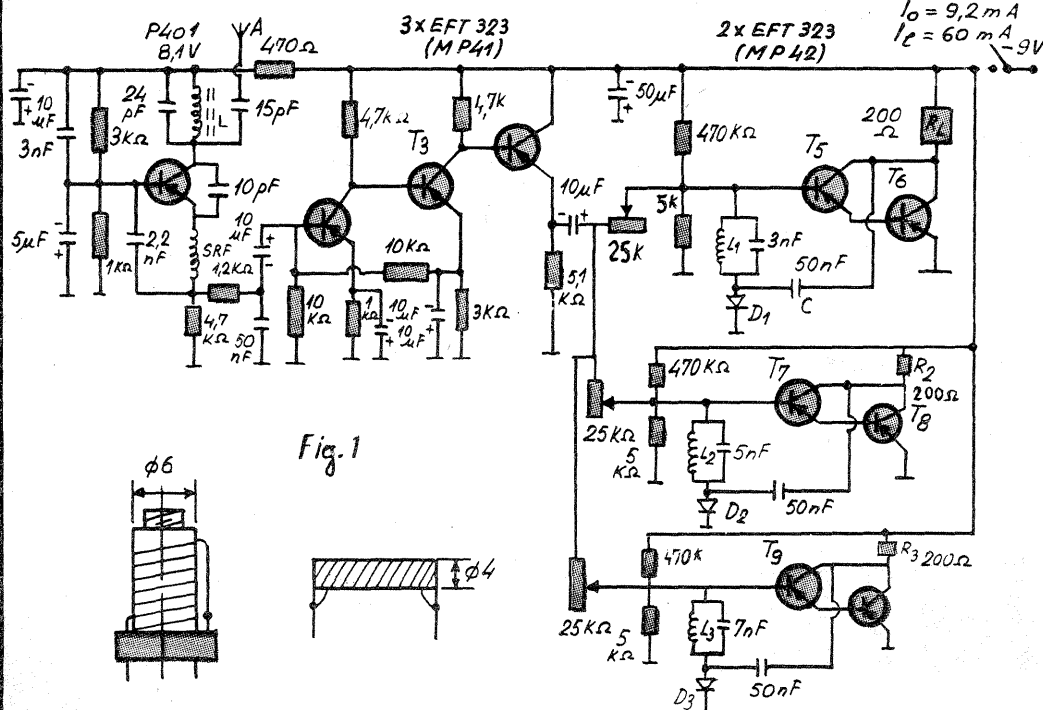 I₀ = 9,2 mA
Iₑ = 60 mA
-9V
P401
8,1V
A
470Ω
3x EFT 323
(MP41)
2x EFT 323
(MP42)
10
μF
3nF
3KΩ
24
pF
L
15pF
4,7KΩ
T3
4,7K
50μF
470KΩ
T5
200
Ω
RL
T6
10pF
10μF
5K
25K
5μF
1KΩ
2,2
nF
SRF
10
μF
1,2KΩ
10KΩ
L1
3nF
50nF
C
D1
5,1
KΩ
4,7
KΩ
50
nF
10
KΩ
1
KΩ
10
μF
10
μF
3KΩ
470KΩ
T7
R2
200Ω
T8
25KΩ
5
KΩ
L2
5nF
50nF
D2
Fig.1
ϕ6
ϕ4
470K
T9
R3
200Ω
25KΩ
5
KΩ
L3
7nF
50nF
D3